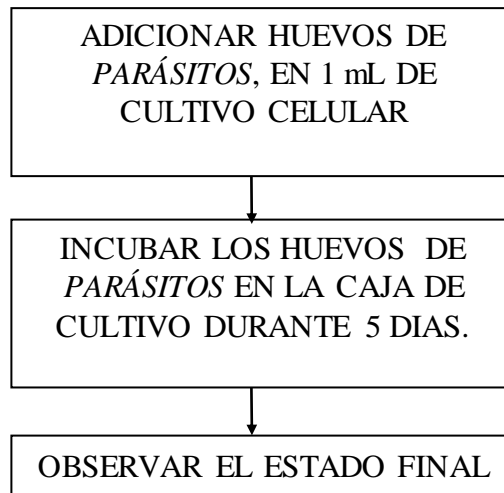 ADICIONAR HUEVOS DE
PARÁSITOS, EN 1 mL DE
CULTIVO CELULAR
INCUBAR LOS HUEVOS DE
PARÁSITOS EN LA CAJA DE
CULTIVO DURANTE 5 DIAS.
OBSERVAR EL ESTADO FINAL